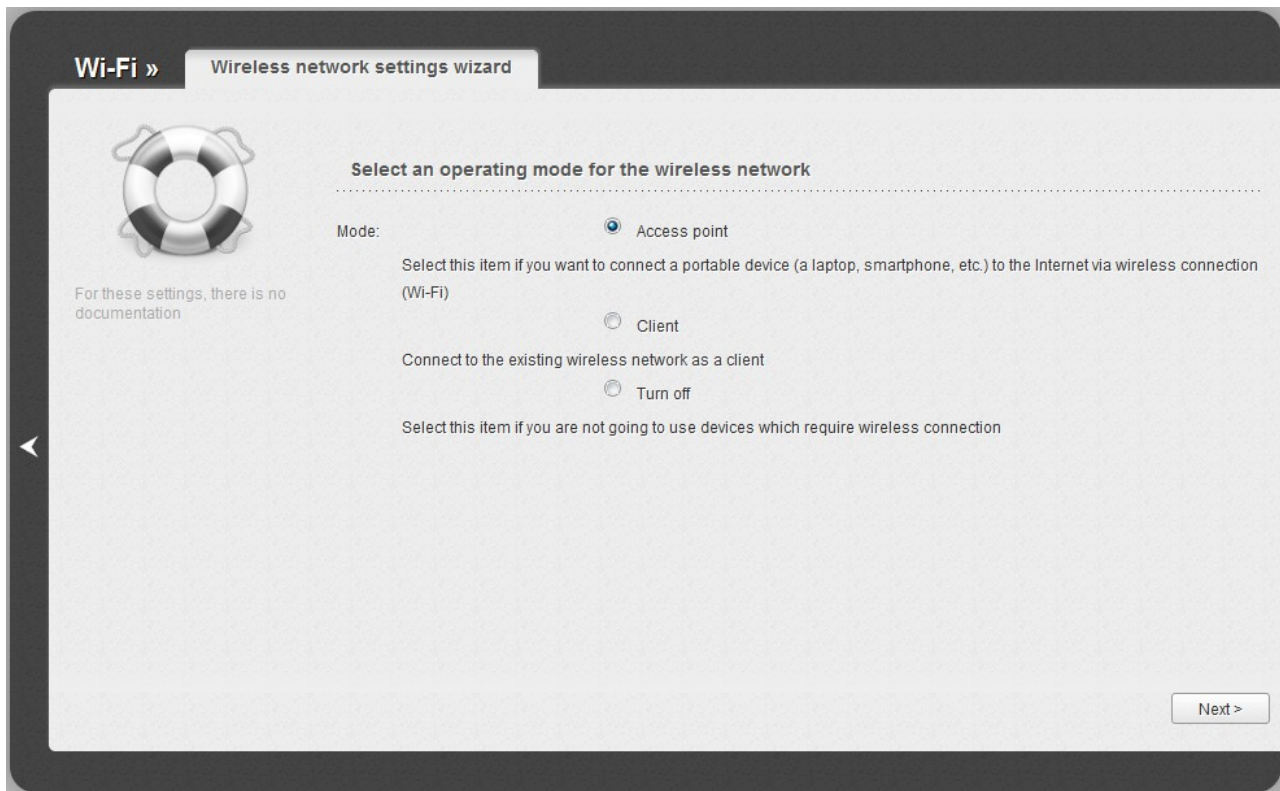 Wi-Fi »
Wireless network settings wizard
For these settings, there is no
documentation
Select an operating mode for the wireless network
Mode:
Access point
Select this item if you want to connect a portable device (a laptop, smartphone, etc.) to the Internet via wireless connection
(Wi-Fi)
Client
Connect to the existing wireless network as a client
Turn off
Select this item if you are not going to use devices which require wireless connection
Next >